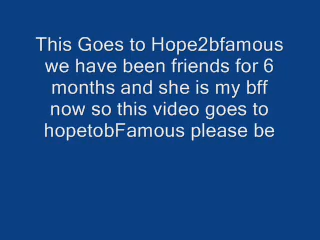 This Goes to Hope2bfamous
we have been friends for 6
months and she is my bff
now so this video goes to
hopetobFamous please be